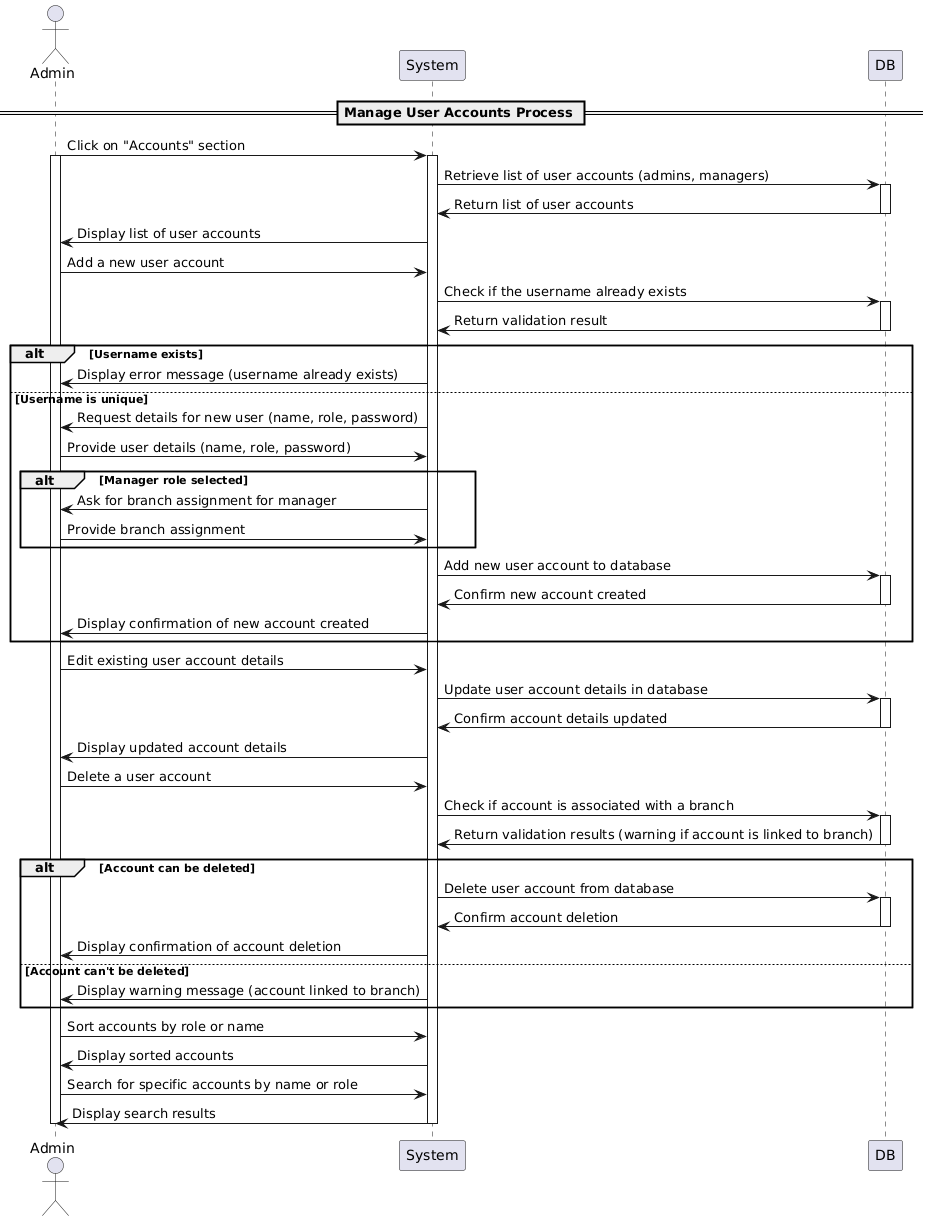 Admin
System
DB
Manage User Accounts Process
Click on "Accounts" section
Retrieve list of user accounts (admins, managers)
Return list of user accounts
Display list of user accounts
Add a new user account
Check if the username already exists
Return validation result
alt [Username exists]
Display error message (username already exists)
[Username is unique]
Request details for new user (name, role, password)
Provide user details (name, role, password)
alt [Manager role selected]
Ask for branch assignment for manager
Provide branch assignment
Add new user account to database
Confirm new account created
Display confirmation of new account created
Edit existing user account details
Update user account details in database
Confirm account details updated
Display updated account details
Delete a user account
Check if account is associated with a branch
Return validation results (warning if account is linked to branch)
alt [Account can be deleted]
Delete user account from database
Confirm account deletion
Display confirmation of account deletion
[Account can't be deleted]
Display warning message (account linked to branch)
Sort accounts by role or name
Display sorted accounts
Search for specific accounts by name or role
Display search results
Admin
System
DB